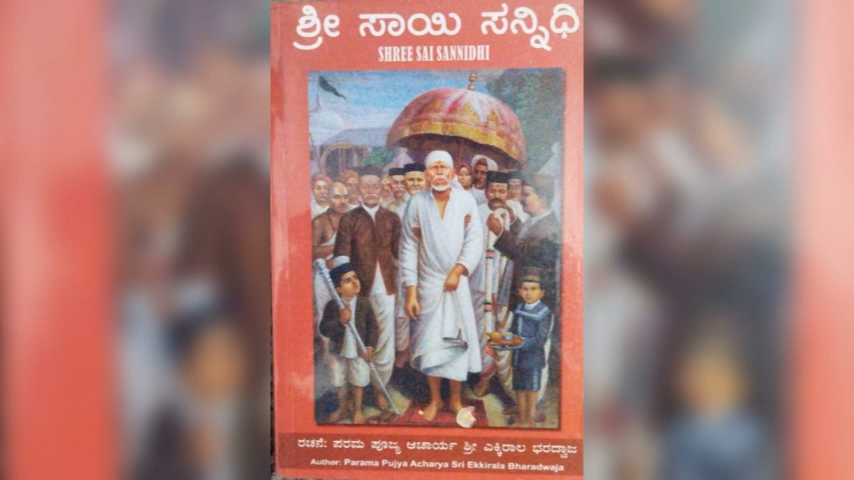 ಶ್ರೀ ಸಾಯಿ ಸನ್ನಿಧಿ
SHREE SAI SANNIDHI
ರಚನೆ: ಪರಮ ಪೂಜ್ಯ ಆಚಾರ್ಯ ಶ್ರೀ ಎಕ್ಕಿರಾಲ ಭರದ್ವಾಜ
Author: Parama Pujya Acharya Sri Ekkirala Bharadwaja